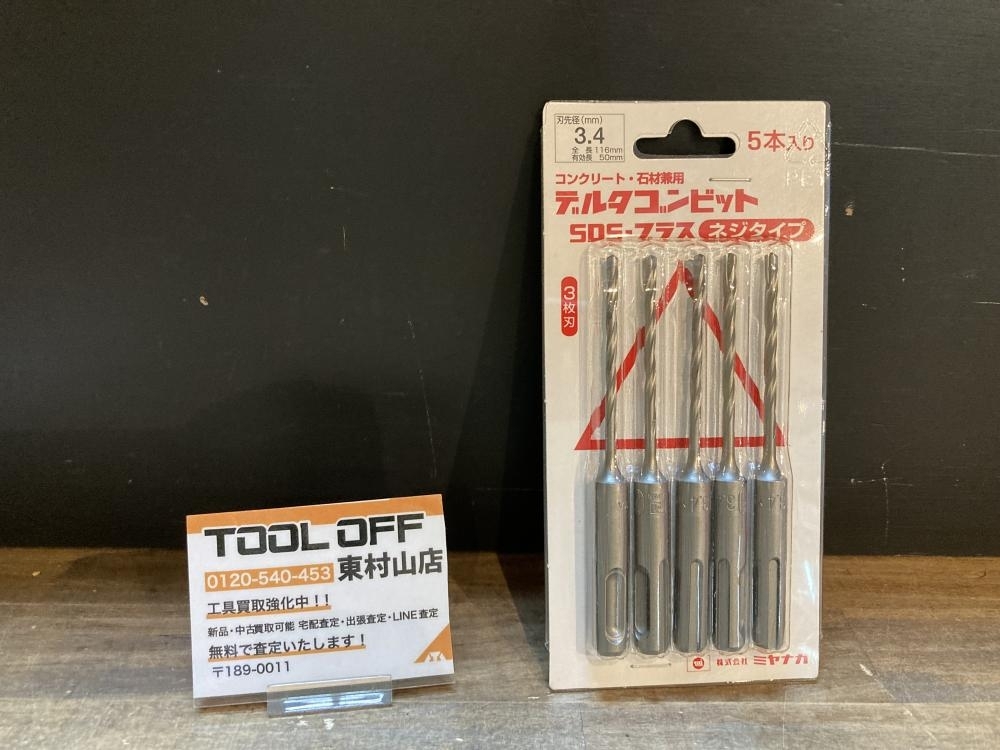 TOOL OFF
0120-540-453 東村山店
工具買取強化中!!
新品・中古買取可能 宅配査定・出張査定・LINE査定
無料で査定いたします!
〒189-0011
刃先径(mm)
3.4
全長116mm
有効長 50mm
5本入り
コンクリート・石材兼用
デルタゴンビット
SDS-プラス ネジタイプ
3枚刃
株式会社 ミヤナガ